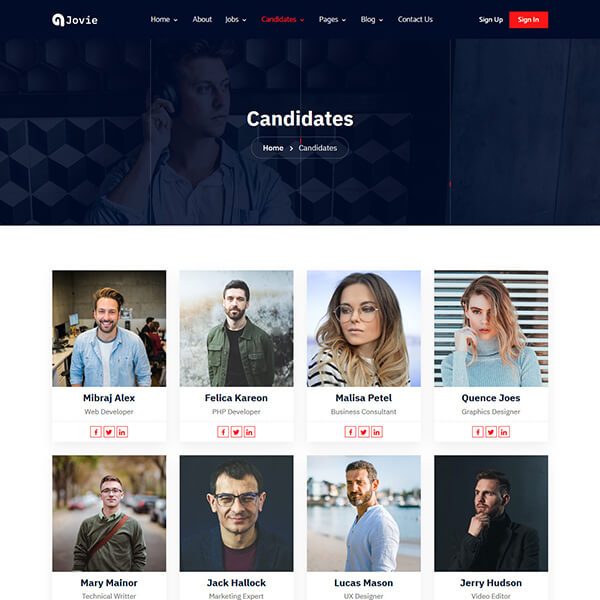 Jovie
Home About Jobs Candidates Pages Blog Contact Us Sign Up Sign In
Candidates
Home Candidates
Mibraj Alex Felica Kareon Malisa Petel Quence Joes
Web Developer PHP Developer Business Consultant Graphics Designer
Mary Mainor Jack Hallock Lucas Mason Jerry Hudson
Technical Writter Marketing Expert UX Designer Video Editor